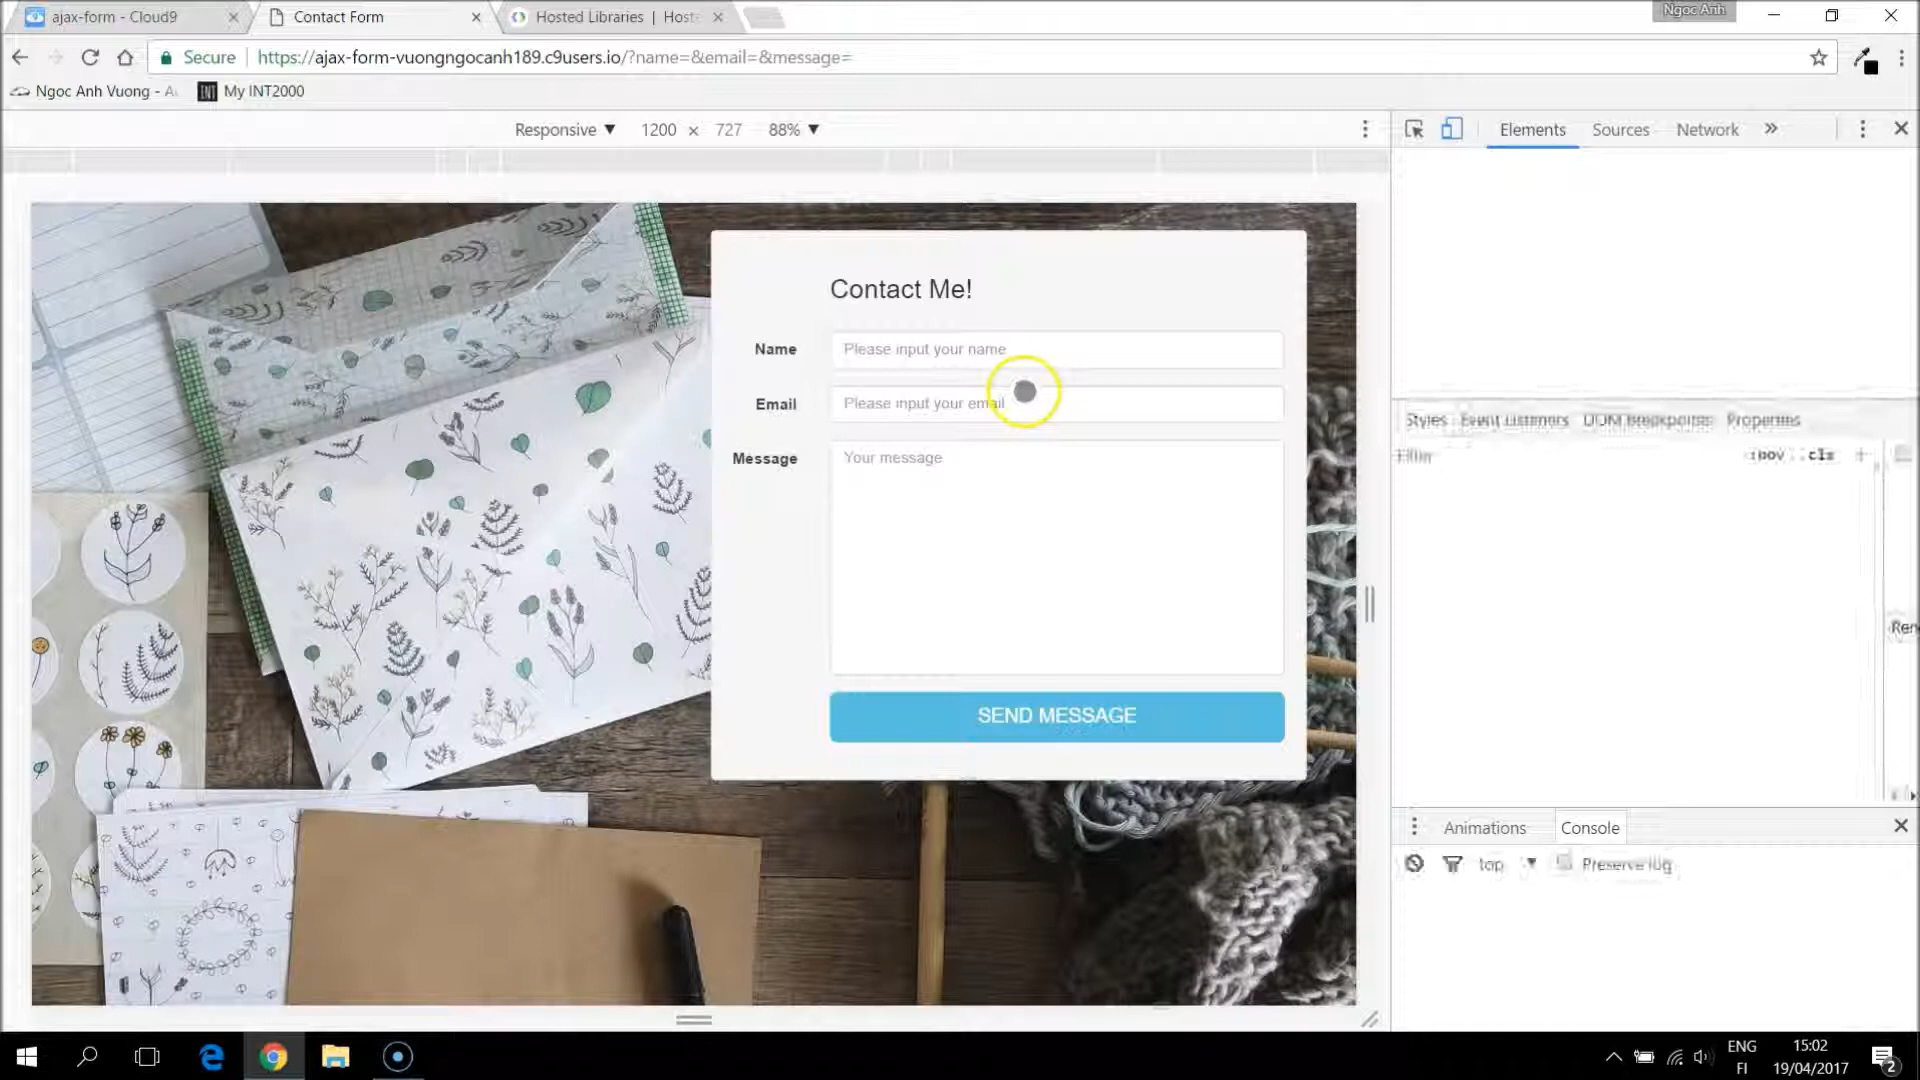 ajax-form - Cloud9
Contact Form
Hosted Libraries | Host
Ngoc Anh
Secure
https://ajax-form-vuongngocanh189.c9users.io/?name=&email=&message=
Ngoc Anh Vuong - A
My INT2000
Responsive ▼ 1200 × 727 88% ▼
Elements Sources Network »
Contact Me!
Name
Please input your name
Email
Please input your email
Message
Your message
SEND MESSAGE
Styles Event Listeners DOM Breakpoints Properties
Filter :hov .cls +
Ren
Animations Console
top ▼ Preserve log
ENG
FI
15:02
19/04/2017
2